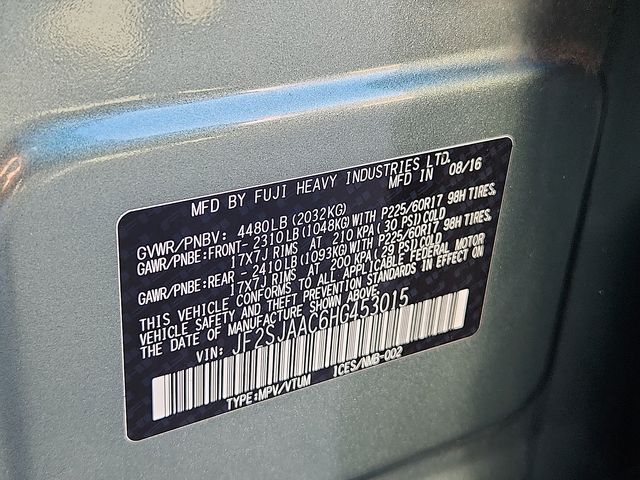 MFD BY FUJI HEAVY INDUSTRIES LTD.
MFD IN 08/16
GVWR/PNBV: 4480LB(2032KG)
GAWR/PNBE:FRONT-2310LB(1048KG)WITH P225/60R17 98H TIRES,
17X7J RIMS AT 210 KPA(30 PSI)COLD
GAWR/PNBE:REAR -2410LB(1093KG)WITH P225/60R17 98H TIRES,
17X7J RIMS AT 200 KPA(29 PSI)COLD
THIS VEHICLE CONFORMS TO ALL APPLICABLE FEDERAL MOTOR
VEHICLE SAFETY AND THEFT PREVENTION STANDARDS IN EFFECT ON
THE DATE OF MANUFACTURE SHOWN ABOVE.
VIN: JF2SJAAC6HG453015
TYPE:MPV/VTUM ICES/NMB-002